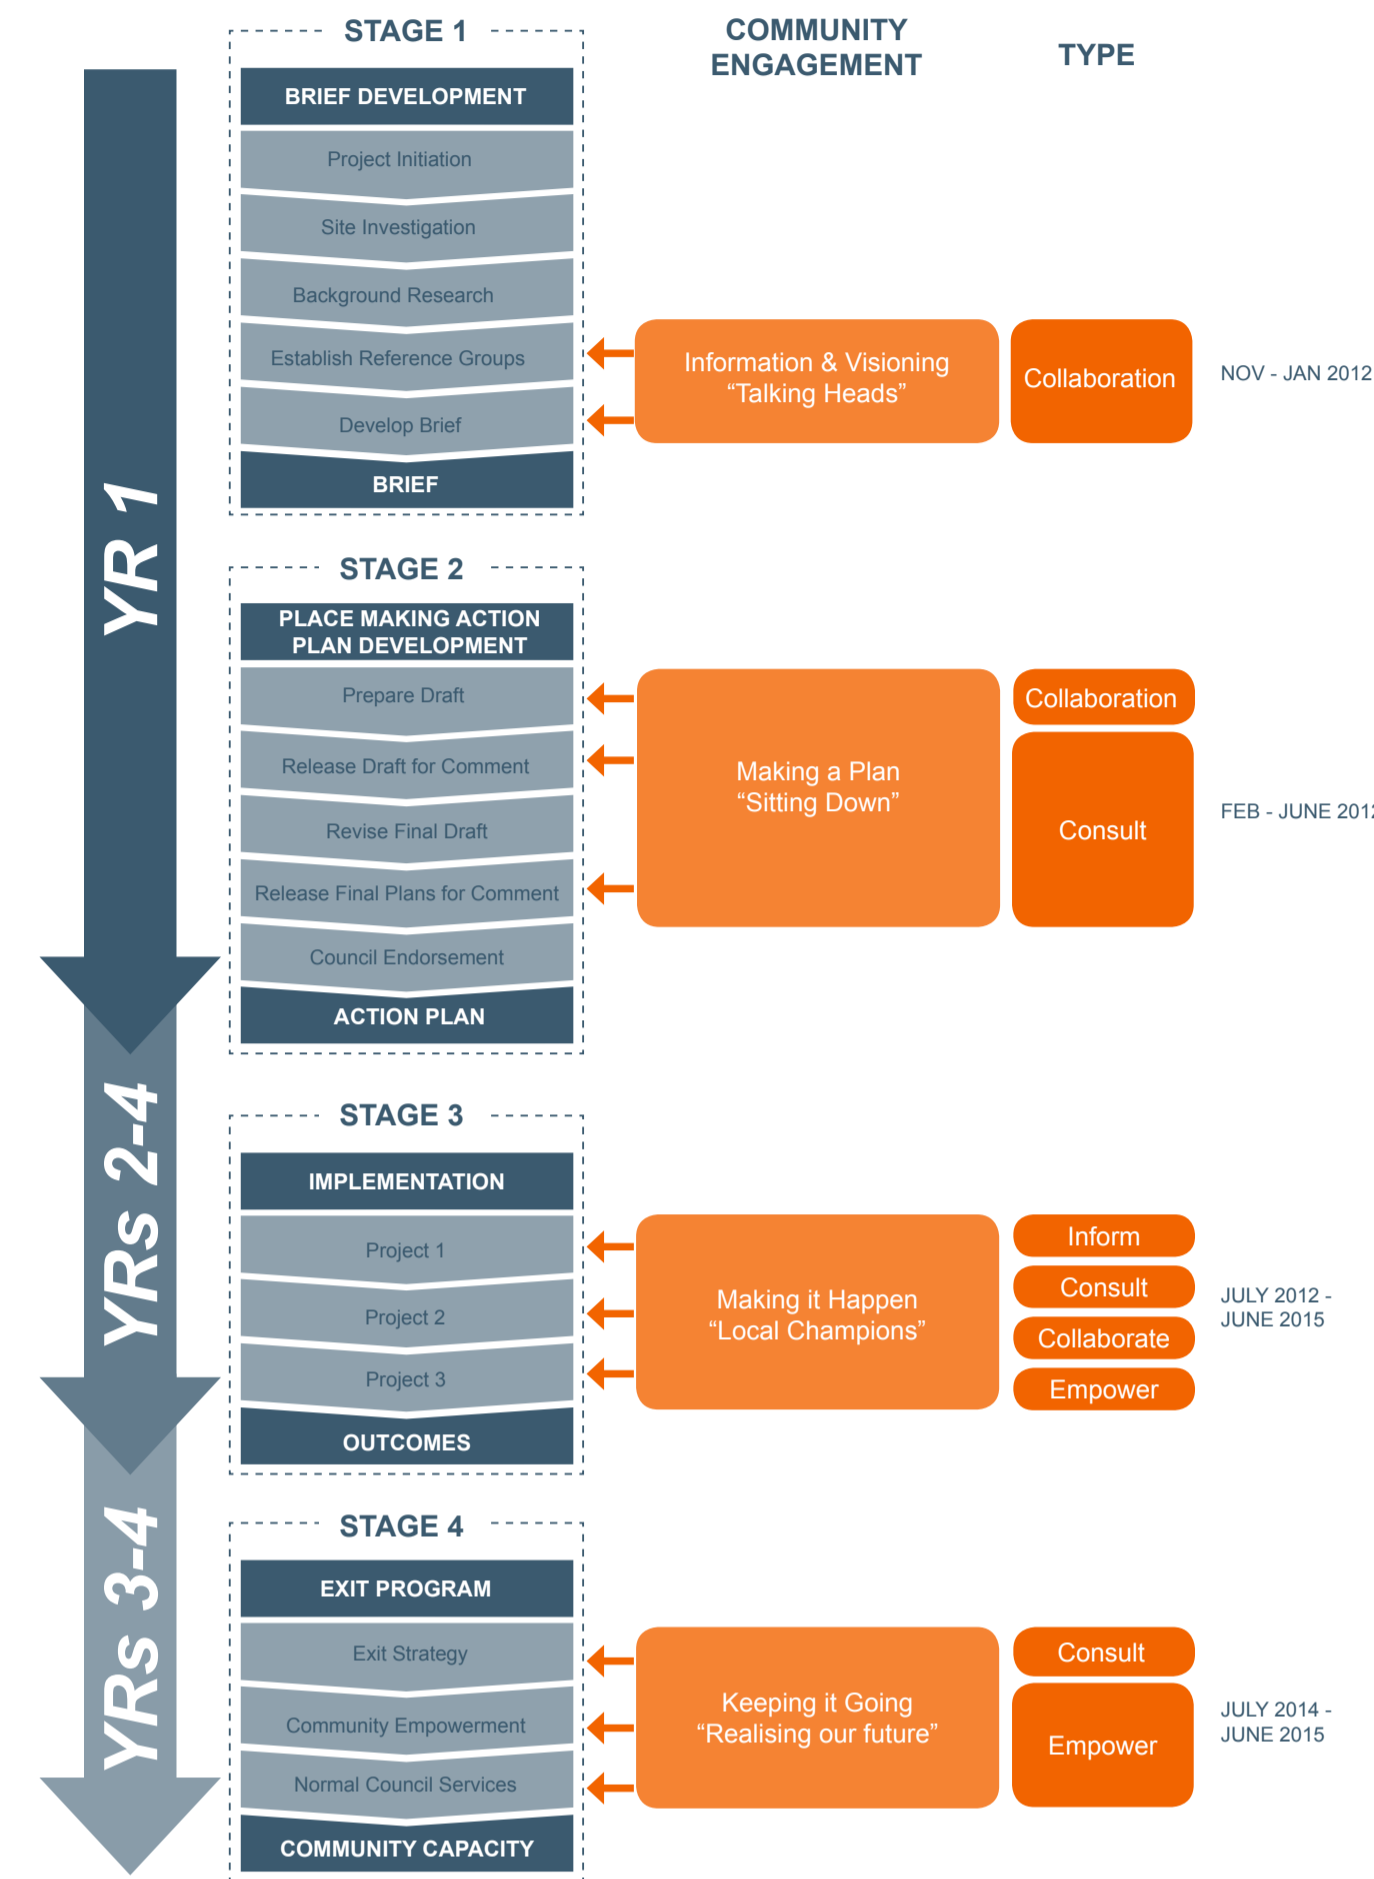 STAGE 1
COMMUNITY
ENGAGEMENT
TYPE
BRIEF DEVELOPMENT
Project Initiation
Site Investigation
Background Research
Establish Reference Groups
Develop Brief
BRIEF
Information & Visioning
“Talking Heads”
Collaboration
NOV - JAN 2012
YR 1
STAGE 2
PLACE MAKING ACTION
PLAN DEVELOPMENT
Prepare Draft
Release Draft for Comment
Revise Final Draft
Release Final Plans for Comment
Council Endorsement
ACTION PLAN
Making a Plan
“Sitting Down”
Collaboration
Consult
FEB - JUNE 2012
YRs 2-4
STAGE 3
IMPLEMENTATION
Project 1
Project 2
Project 3
OUTCOMES
Making it Happen
“Local Champions”
Inform
Consult
Collaborate
Empower
JULY 2012 -
JUNE 2015
YRs 3-4
STAGE 4
EXIT PROGRAM
Exit Strategy
Community Empowerment
Normal Council Services
COMMUNITY CAPACITY
Keeping it Going
“Realising our future”
Consult
Empower
JULY 2014 -
JUNE 2015